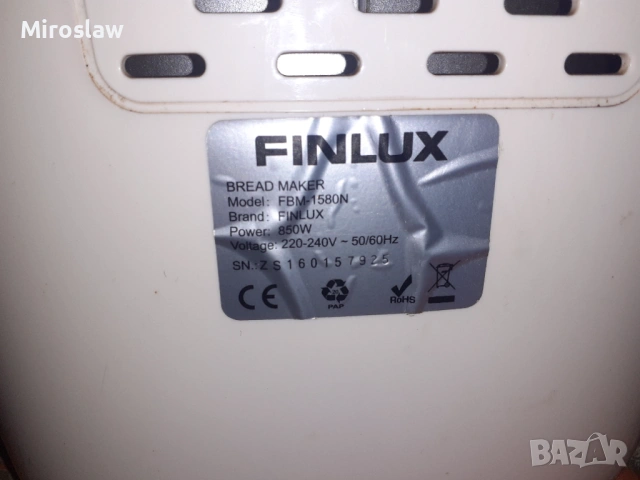 Miroslaw
FINLUX
BREAD MAKER
Model: FBM-1580N
Brand: FINLUX
Power: 850W
Voltage: 220-240V ~ 50/60Hz
SN.:ZS160157925
CE
PAP
RoHS
BAZAR